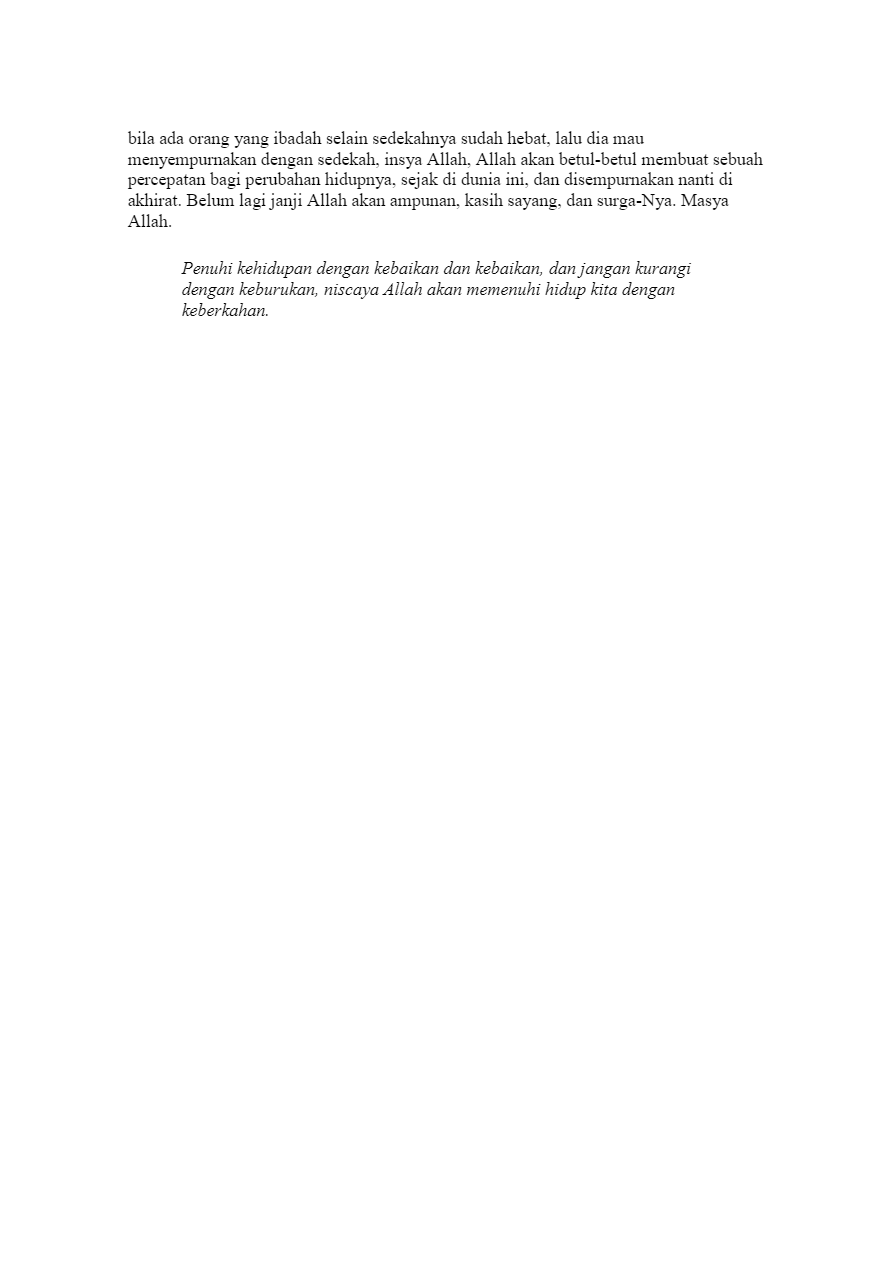 bila ada orang yang ibadah selain sedekahnya sudah hebat, lalu dia mau
menyempurnakan dengan sedekah, insya Allah, Allah akan betul-betul membuat sebuah
percepatan bagi perubahan hidupnya, sejak di dunia ini, dan disempurnakan nanti di
akhirat. Belum lagi janji Allah akan ampunan, kasih sayang, dan surga-Nya. Masya
Allah.
Penuhi kehidupan dengan kebaikan dan kebaikan, dan jangan kurangi
dengan keburukan, niscaya Allah akan memenuhi hidup kita dengan
keberkahan.